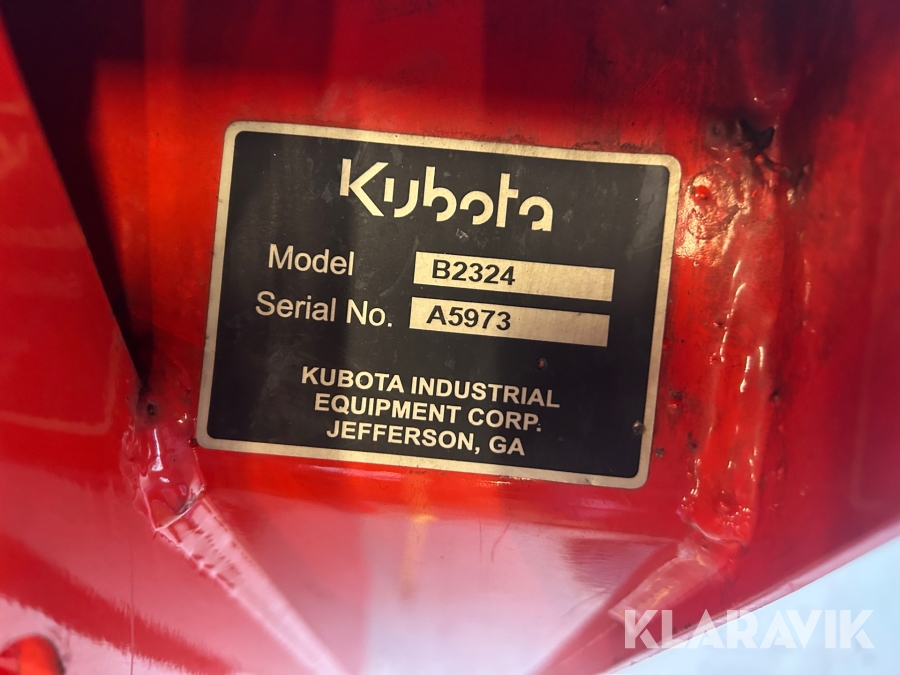 Kubota
Model B2324
Serial No. A5973
KUBOTA INDUSTRIAL
EQUIPMENT CORP.
JEFFERSON, GA
KLARAVIK